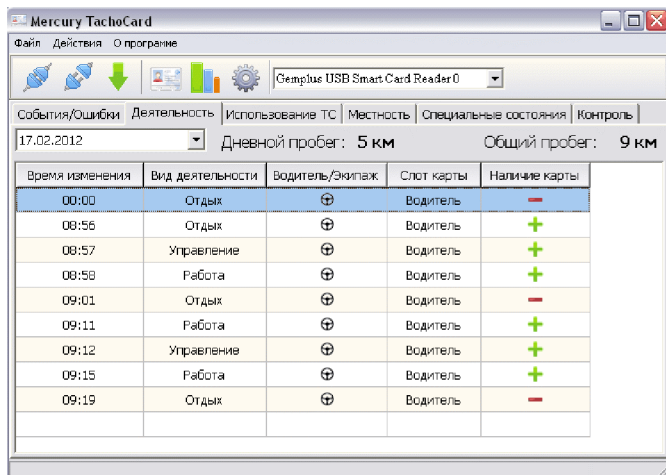 Mercury TachoCard
Файл Действия О программе
Gemplus USB Smart Card Reader 0
События/Ошибки Деятельность Использование ТС Местность Специальные состояния Контроль
17.02.2012 Дневной пробег: 5 км Общий пробег: 9 км
Время изменения Вид деятельности Водитель/Экипаж Слот карты Наличие карты
00:00 Отдых Водитель
08:56 Отдых Водитель
08:57 Управление Водитель
08:58 Работа Водитель
09:01 Отдых Водитель
09:11 Работа Водитель
09:12 Управление Водитель
09:15 Работа Водитель
09:19 Отдых Водитель